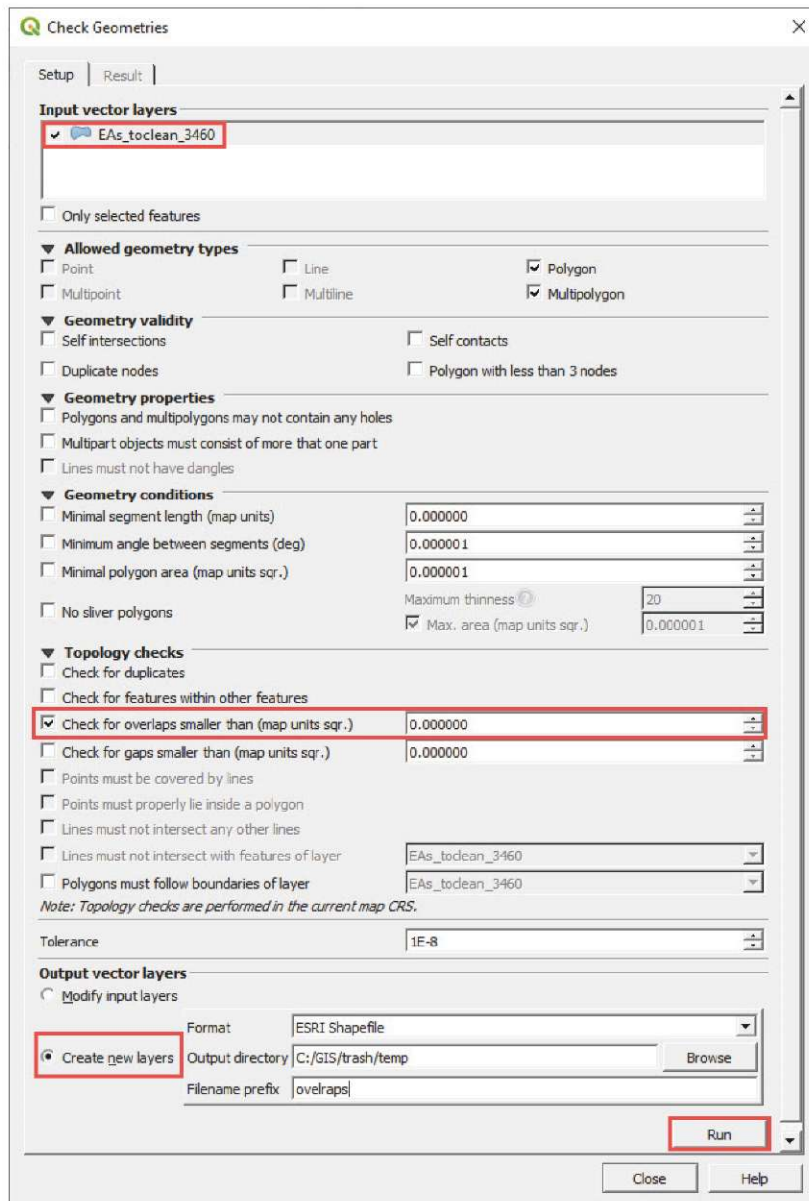 Check Geometries
Setup Result
Input vector layers
EAs_toclean_3460
Only selected features
Allowed geometry types
Point Line Polygon
Multipoint Multiline Multipolygon
Geometry validity
Self intersections Self contacts
Duplicate nodes Polygon with less than 3 nodes
Geometry properties
Polygons and multipolygons may not contain any holes
Multipart objects must consist of more that one part
Lines must not have dangles
Geometry conditions
Minimal segment length (map units) 0.000000
Minimum angle between segments (deg) 0.000001
Minimal polygon area (map units sqr.) 0.000001
No sliver polygons Maximum thinness 20
Max. area (map units sqr.) 0.000001
Topology checks
Check for duplicates
Check for features within other features
Check for overlaps smaller than (map units sqr.) 0.000000
Check for gaps smaller than (map units sqr.) 0.000000
Points must be covered by lines
Points must properly lie inside a polygon
Lines must not intersect any other lines
Lines must not intersect with features of layer EAs_toclean_3460
Polygons must follow boundaries of layer EAs_toclean_3460
Note: Topology checks are performed in the current map CRS.
Tolerance 1E-8
Output vector layers
Modify input layers
Format ESRI Shapefile
Create new layers Output directory C:/GIS/trash/temp Browse
Filename prefix ovelraps
Run
Close Help